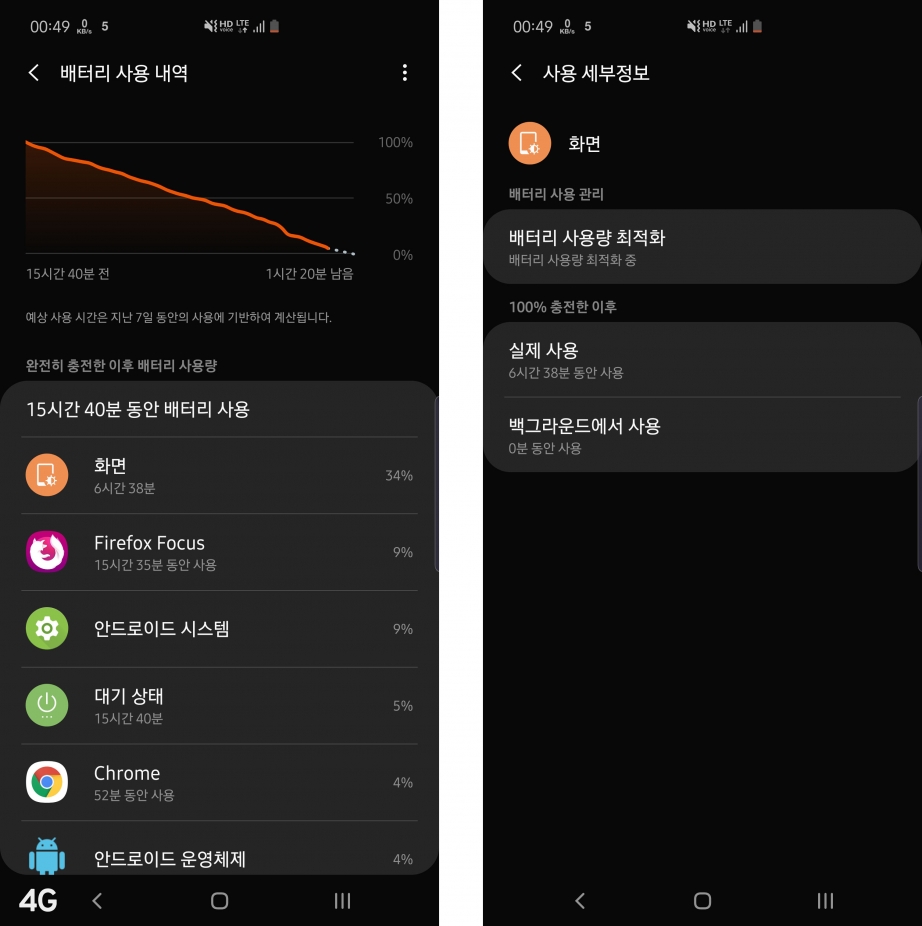 00:49 0 KB/s 5 HD voice LTE
배터리 사용 내역
100%
50%
0%
15시간 40분 전 1시간 20분 남음
예상 사용 시간은 지난 7일 동안의 사용에 기반하여 계산됩니다.
완전히 충전한 이후 배터리 사용량
15시간 40분 동안 배터리 사용
화면
6시간 38분
34%
Firefox Focus
15시간 35분 동안 사용
9%
안드로이드 시스템
9%
대기 상태
15시간 40분
5%
Chrome
52분 동안 사용
4%
안드로이드 운영체제
4%
4G
00:49 0 KB/s 5 HD voice LTE
사용 세부정보
화면
배터리 사용 관리
배터리 사용량 최적화
배터리 사용량 최적화 중
100% 충전한 이후
실제 사용
6시간 38분 동안 사용
백그라운드에서 사용
0분 동안 사용